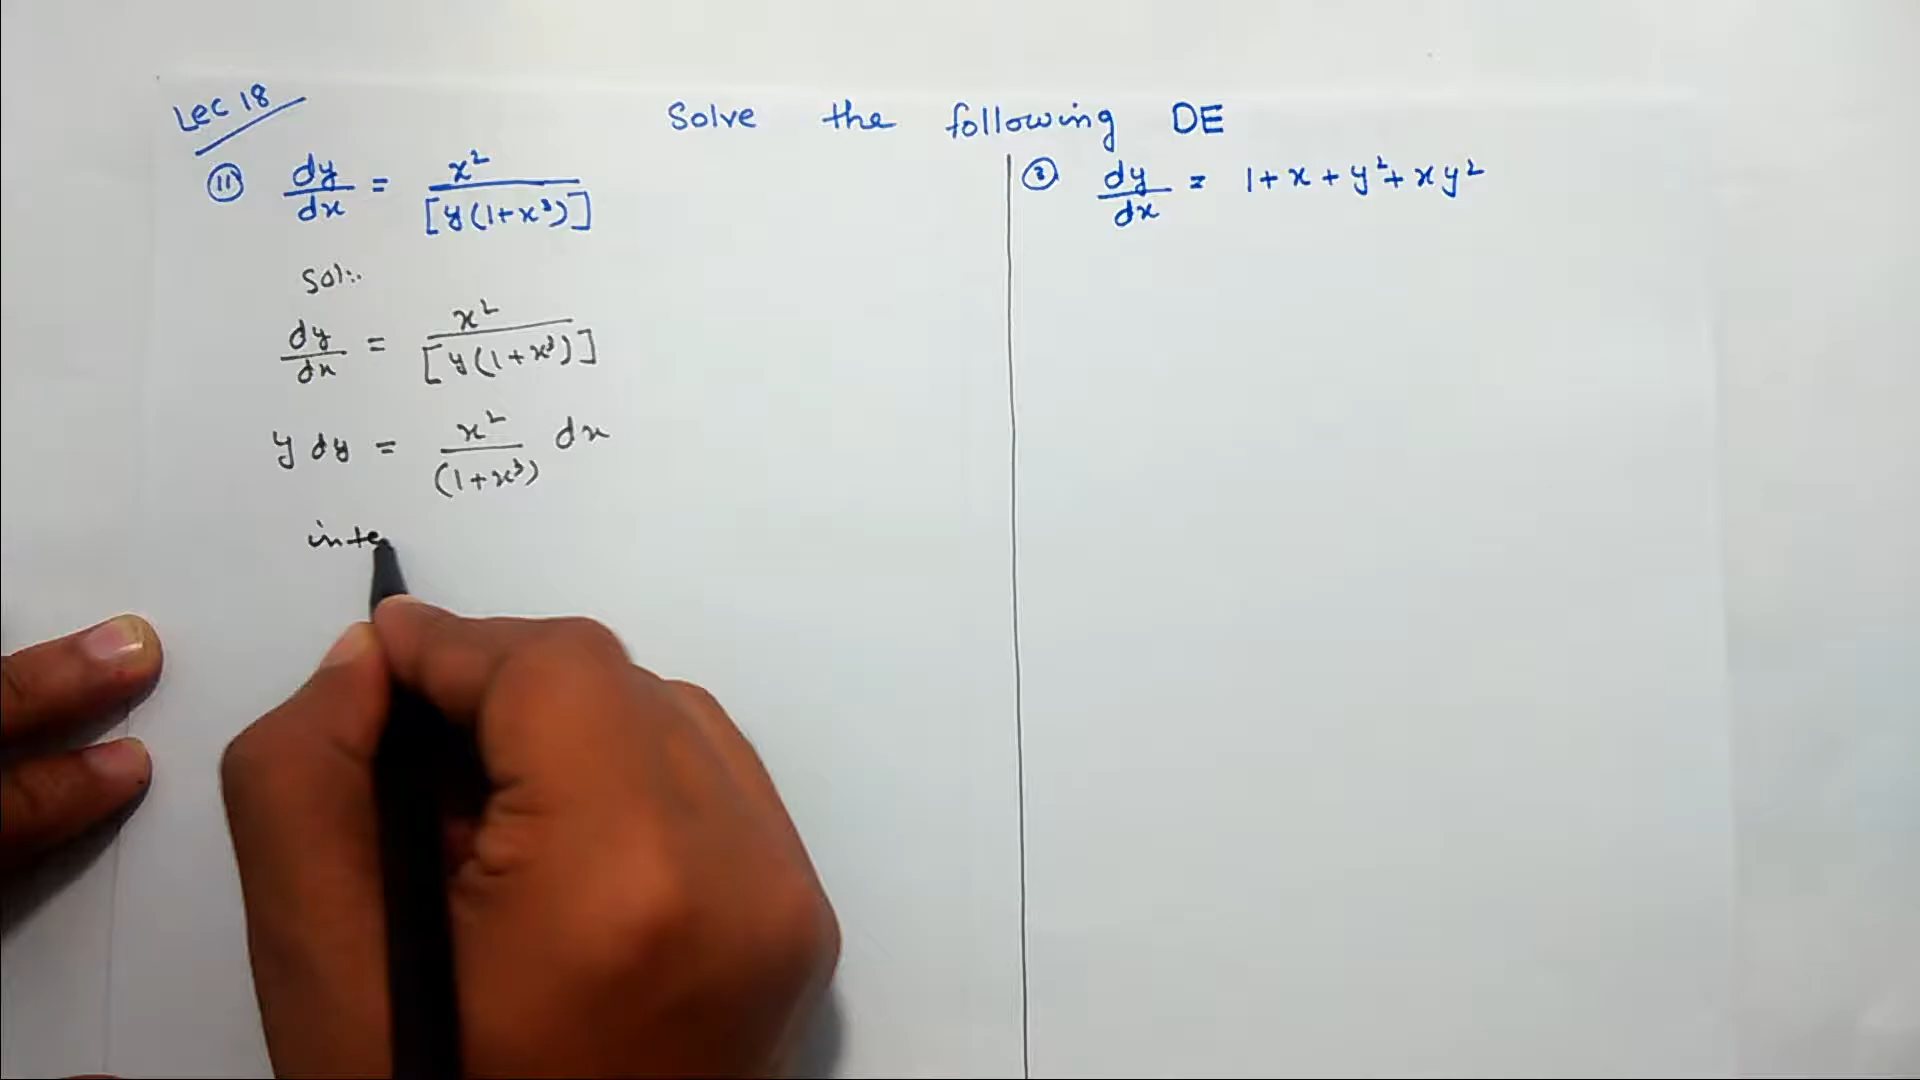 Lec 18
Solve the following DE
⑪ dy/dx = x²/[y(1+x³)]
Sol:.
dy/dx = x²/[y(1+x³)]
y dy = x²/(1+x³) dx
inte
② dy/dx = 1+x+y²+xy²